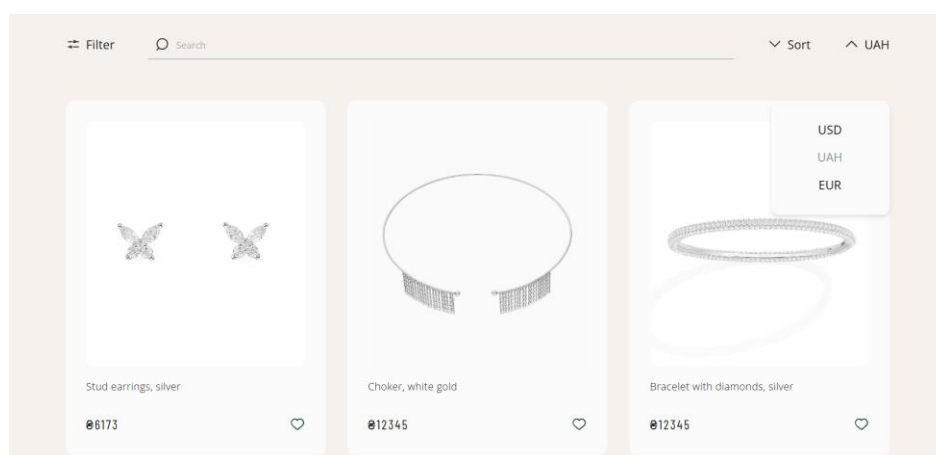 Filter
Search
Sort
UAH
USD
UAH
EUR
Stud earrings, silver
Choker, white gold
Bracelet with diamonds, silver
₴6173
₴12345
₴12345